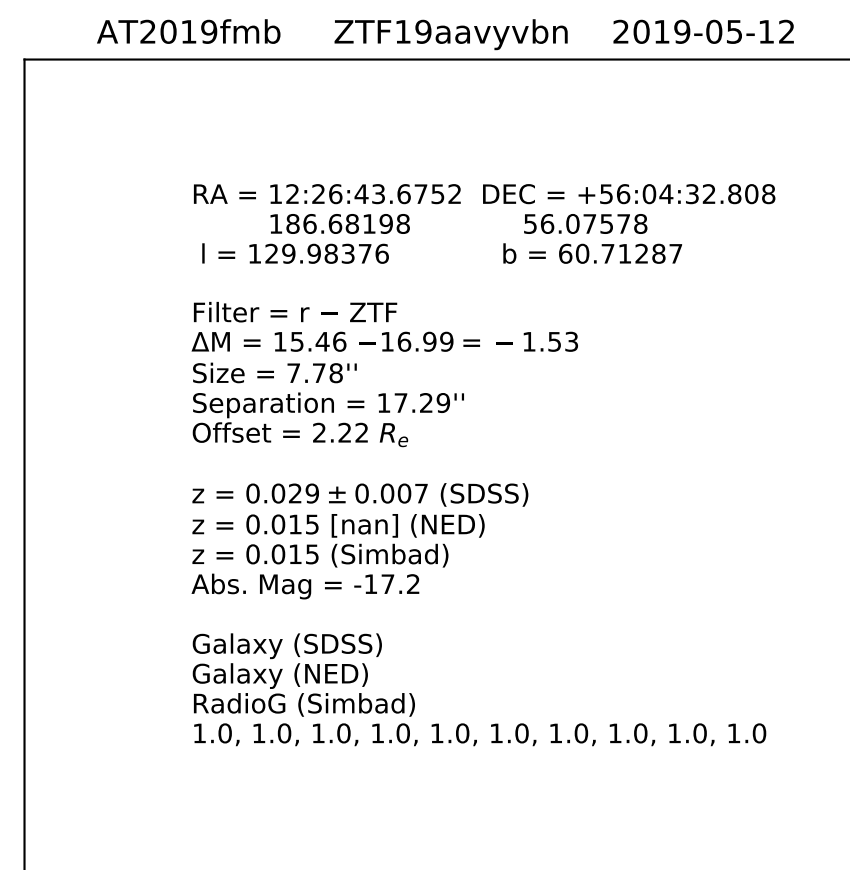 AT2019fmb ZTF19aavyvbn 2019-05-12
RA = 12:26:43.6752 DEC = +56:04:32.808
186.68198 56.07578
l = 129.98376 b = 60.71287
Filter = r − ZTF
ΔM = 15.46 −16.99 = − 1.53
Size = 7.78''
Separation = 17.29''
Offset = 2.22 Re
z = 0.029 ± 0.007 (SDSS)
z = 0.015 [nan] (NED)
z = 0.015 (Simbad)
Abs. Mag = -17.2
Galaxy (SDSS)
Galaxy (NED)
RadioG (Simbad)
1.0, 1.0, 1.0, 1.0, 1.0, 1.0, 1.0, 1.0, 1.0, 1.0